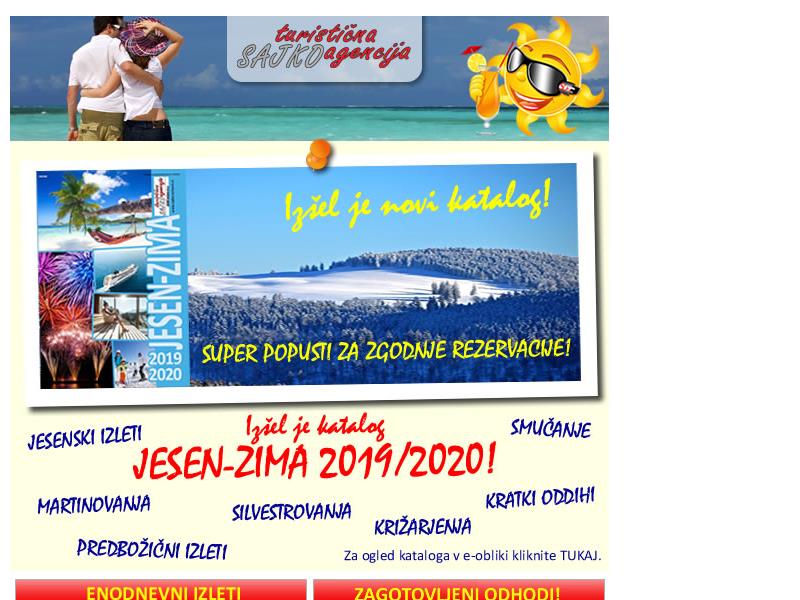 turistična
SAJKO agencija
Izšel je novi katalog!
JESEN-ZIMA
2019
2020
SUPER POPUSTI ZA ZGODNJE REZERVACIJE!
Izšel je katalog
JESENSKI IZLETI
SMUČANJE
JESEN-ZIMA 2019/2020!
MARTINOVANJA
SILVESTROVANJA
KRATKI ODDIHI
KRIŽARJENJA
PREDBOŽIČNI IZLETI
Za ogled kataloga v e-obliki kliknite TUKAJ.
ENODNEVNI IZLETI
ZAGOTOVLJENI ODHODI!